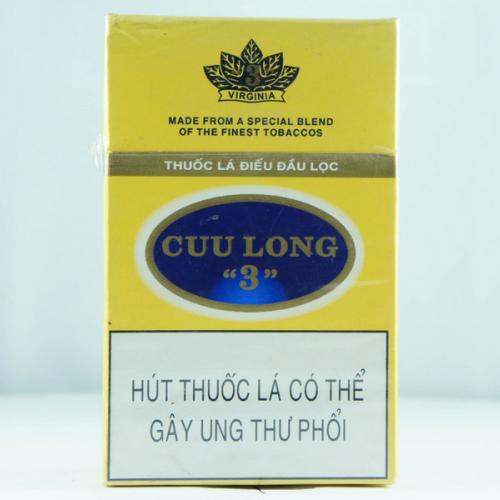 3
VIRGINIA
MADE FROM A SPECIAL BLEND
OF THE FINEST TOBACCOS
THUỐC LÁ ĐIẾU ĐẦU LỌC
CUU LONG
“3”
HÚT THUỐC LÁ CÓ THỂ
GÂY UNG THƯ PHỔI